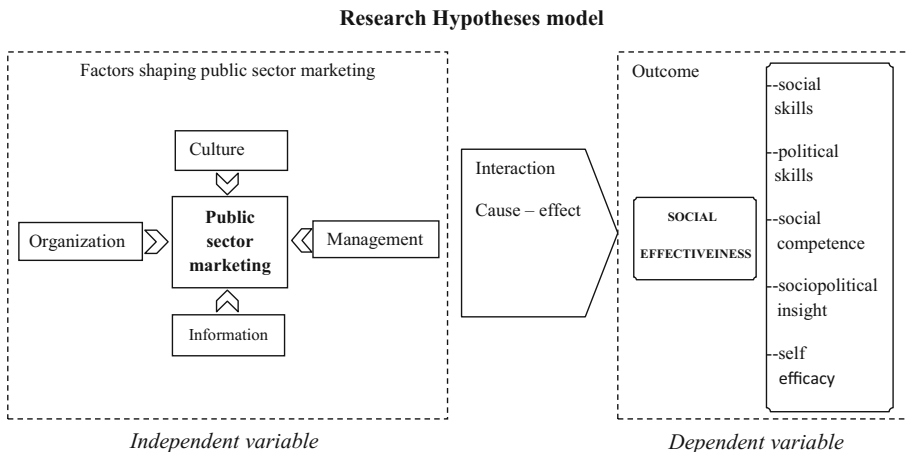 Research Hypotheses model
Factors shaping public sector marketing
Culture
Organization
Public
sector
marketing
Management
Information
Independent variable
Interaction
Cause – effect
Outcome
SOCIAL
EFFECTIVEINESS
--social
skills
--political
skills
--social
competence
--sociopolitical
insight
--self
efficacy
Dependent variable